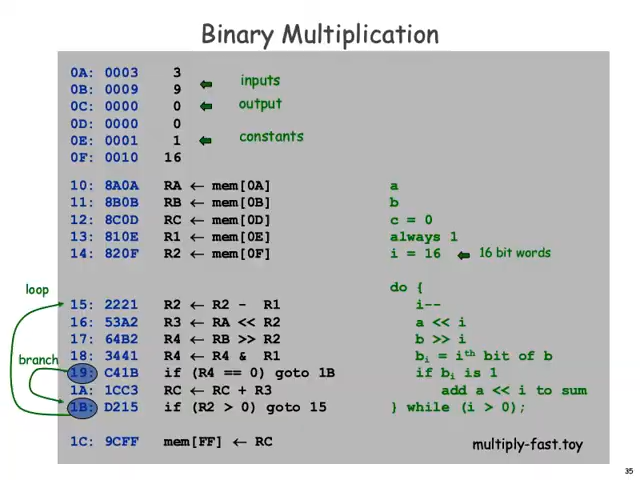 Binary Multiplication
0A: 0003 3
0B: 0009 9 inputs
0C: 0000 0 output
0D: 0000 0
0E: 0001 1 constants
0F: 0010 16
10: 8A0A RA ← mem[0A] a
11: 8B0B RB ← mem[0B] b
12: 8C0D RC ← mem[0D] c = 0
13: 810E R1 ← mem[0E] always 1
14: 820F R2 ← mem[0F] i = 16 16 bit words
do {
loop
15: 2221 R2 ← R2 - R1 i--
16: 53A2 R3 ← RA << R2 a << i
17: 64B2 R4 ← RB >> R2 b >> i
18: 3441 R4 ← R4 & R1 bi = ith bit of b
branch
19: C41B if (R4 == 0) goto 1B if bi is 1
1A: 1CC3 RC ← RC + R3 add a << i to sum
1B: D215 if (R2 > 0) goto 15 } while (i > 0);
1C: 9CFF mem[FF] ← RC
multiply-fast.toy
35